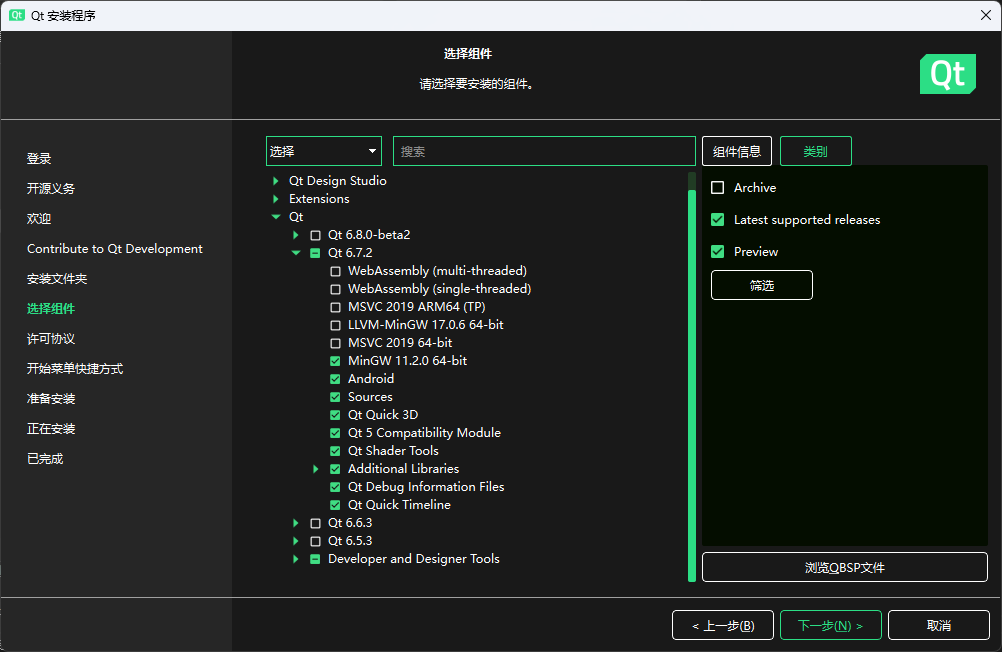 Qt Qt 安装程序
选择组件
请选择要安装的组件。
Qt
登录
开源义务
欢迎
Contribute to Qt Development
安装文件夹
选择组件
许可协议
开始菜单快捷方式
准备安装
正在安装
已完成
选择 搜索 组件信息 类别
Qt Design Studio
Extensions
Qt
Qt 6.8.0-beta2
Qt 6.7.2
WebAssembly (multi-threaded)
WebAssembly (single-threaded)
MSVC 2019 ARM64 (TP)
LLVM-MinGW 17.0.6 64-bit
MSVC 2019 64-bit
MinGW 11.2.0 64-bit
Android
Sources
Qt Quick 3D
Qt 5 Compatibility Module
Qt Shader Tools
Additional Libraries
Qt Debug Information Files
Qt Quick Timeline
Qt 6.6.3
Qt 6.5.3
Developer and Designer Tools
Archive
Latest supported releases
Preview
筛选
浏览QBSP文件
< 上一步(B) 下一步(N) > 取消